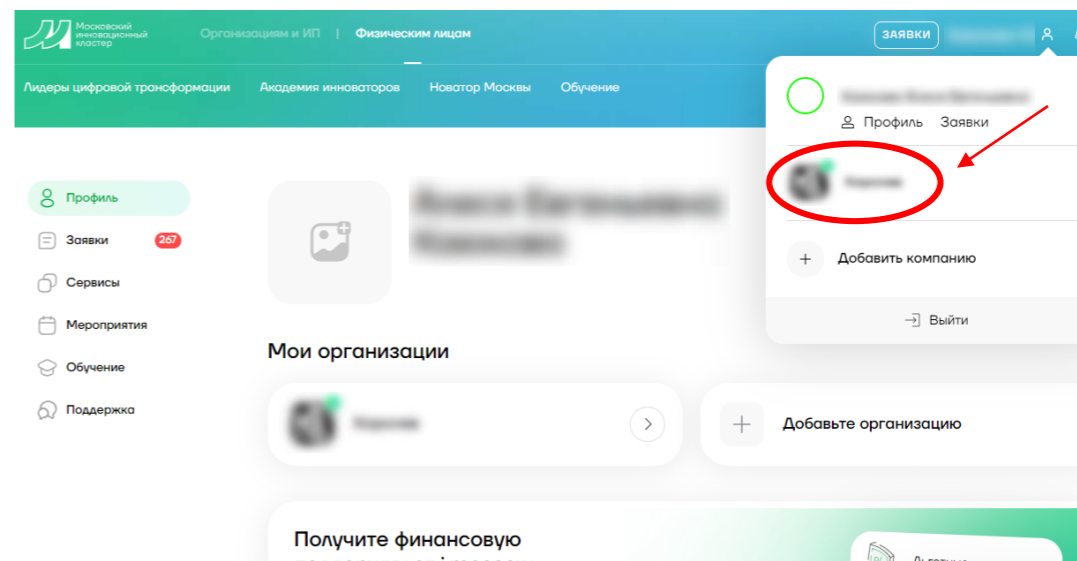 Московский
инновационный
кластер
Организациям и ИП | Физическим лицам
ЗАЯВКИ
Лидеры цифровой трансформации Академия инноваторов Новатор Москвы Обучение
Профиль Заявки
Добавить компанию
Выйти
Профиль
Заявки 267
Сервисы
Мероприятия
Обучение
Поддержка
Мои организации
Добавьте организацию
Получите финансовую